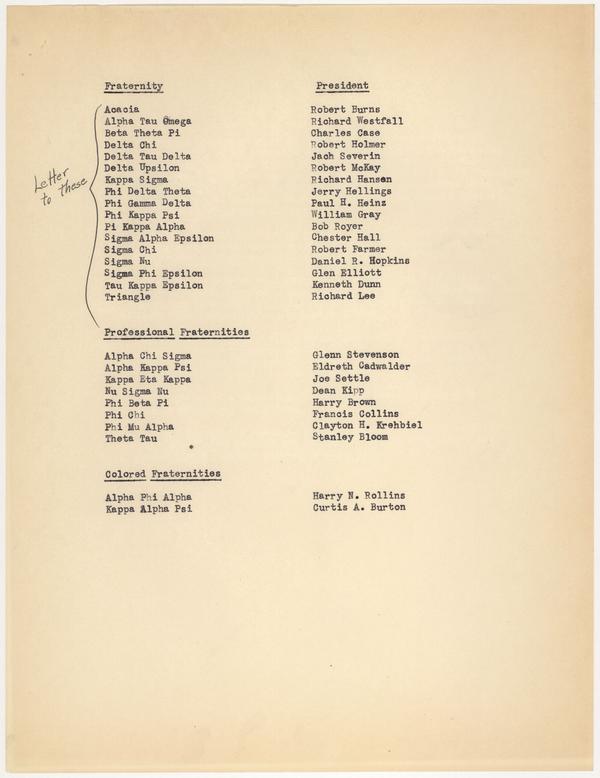 Fraternity President
Acacia Robert Burns
Alpha Tau Omega Richard Westfall
Beta Theta Pi Charles Case
Delta Chi Robert Holmer
Delta Tau Delta Jach Severin
Delta Upsilon Robert McKay
Kappa Sigma Richard Hansen
Phi Delta Theta Jerry Hellings
Phi Gamma Delta Paul H. Heinz
Phi Kappa Psi William Gray
Pi Kappa Alpha Bob Royer
Sigma Alpha Epsilon Chester Hall
Sigma Chi Robert Farmer
Sigma Nu Daniel R. Hopkins
Sigma Phi Epsilon Glen Elliott
Tau Kappa Epsilon Kenneth Dunn
Triangle Richard Lee
Letter
to these
Professional Fraternities
Alpha Chi Sigma Glenn Stevenson
Alpha Kappa Psi Eldreth Cadwalder
Kappa Eta Kappa Joe Settle
Nu Sigma Nu Dean Kipp
Phi Beta Pi Harry Brown
Phi Chi Francis Collins
Phi Mu Alpha Clayton H. Krehbiel
Theta Tau Stanley Bloom
Colored Fraternities
Alpha Phi Alpha Harry N. Rollins
Kappa Alpha Psi Curtis A. Burton